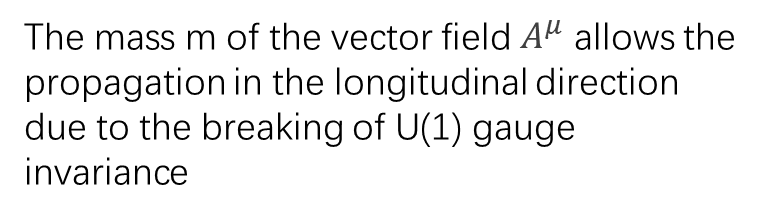 The mass m of the vector field $A^\mu$ allows the
propagation in the longitudinal direction
due to the breaking of U(1) gauge
invariance